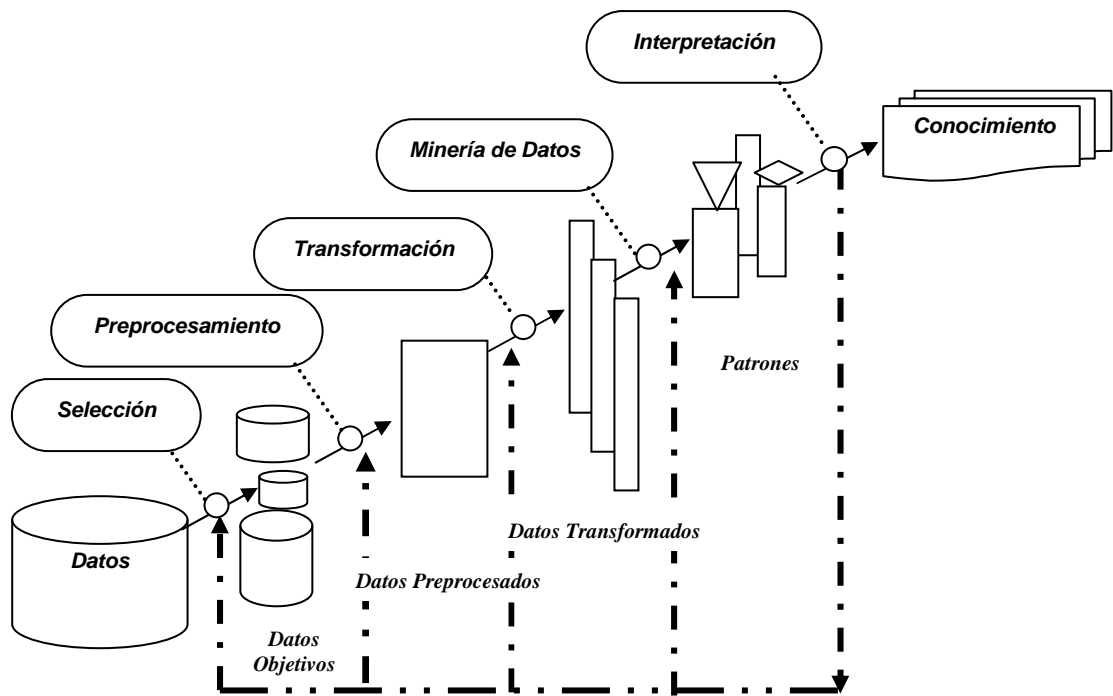 Interpretación
Conocimiento
Minería de Datos
Transformación
Preprocesamiento
Patrones
Selección
Datos Transformados
Datos
Datos Preprocesados
Datos
Objetivos